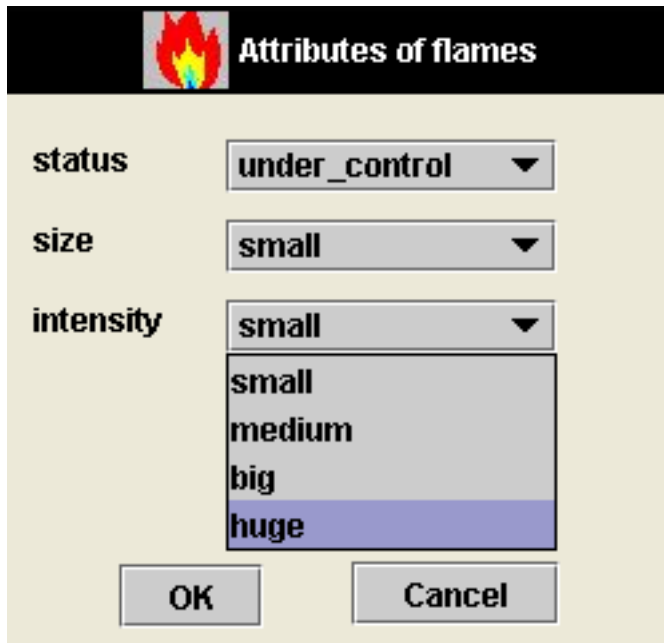 Attributes of flames
status under_control
size small
intensity small
small
medium
big
huge
OK Cancel